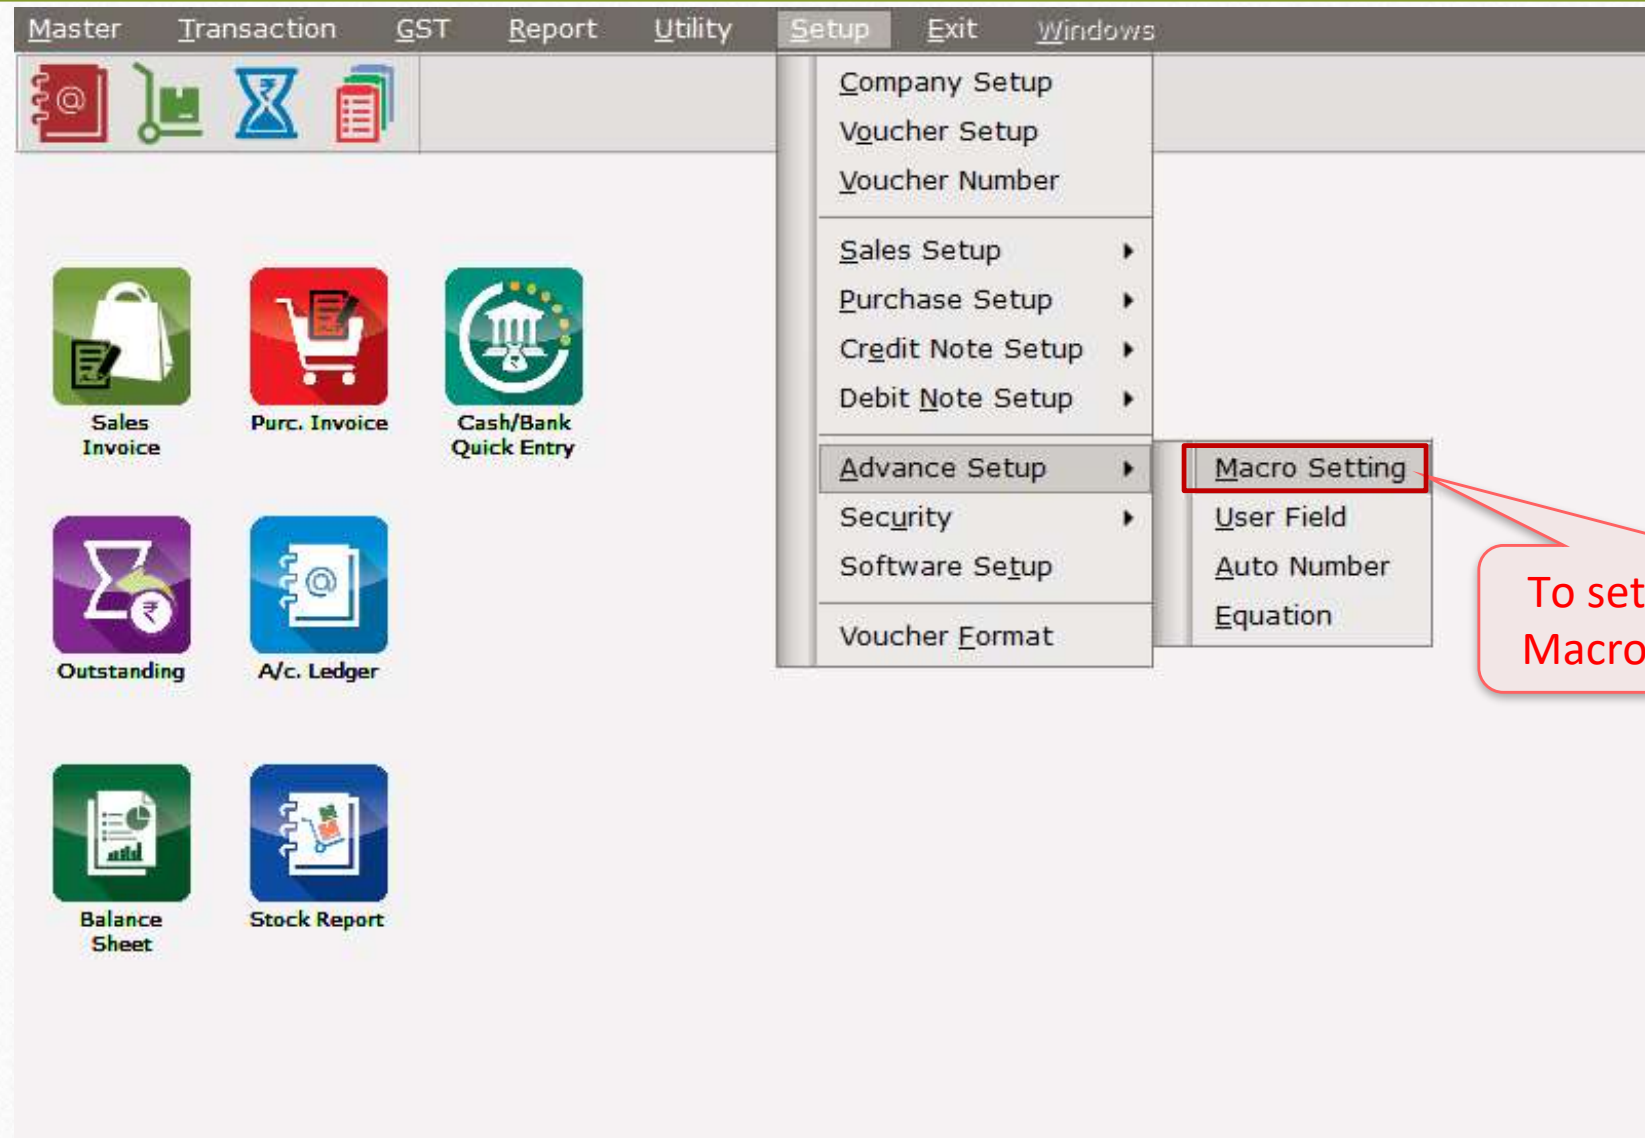 Master Transaction GST Report Utility Setup Exit Windows
Company Setup
Voucher Setup
Voucher Number
Sales Setup
Purchase Setup
Credit Note Setup
Debit Note Setup
Advance Setup
Security
Software Setup
Voucher Format
Macro Setting
User Field
Auto Number
Equation
To set
Macro
Sales
Invoice
Purc. Invoice
Cash/Bank
Quick Entry
Outstanding
A/c. Ledger
Balance
Sheet
Stock Report